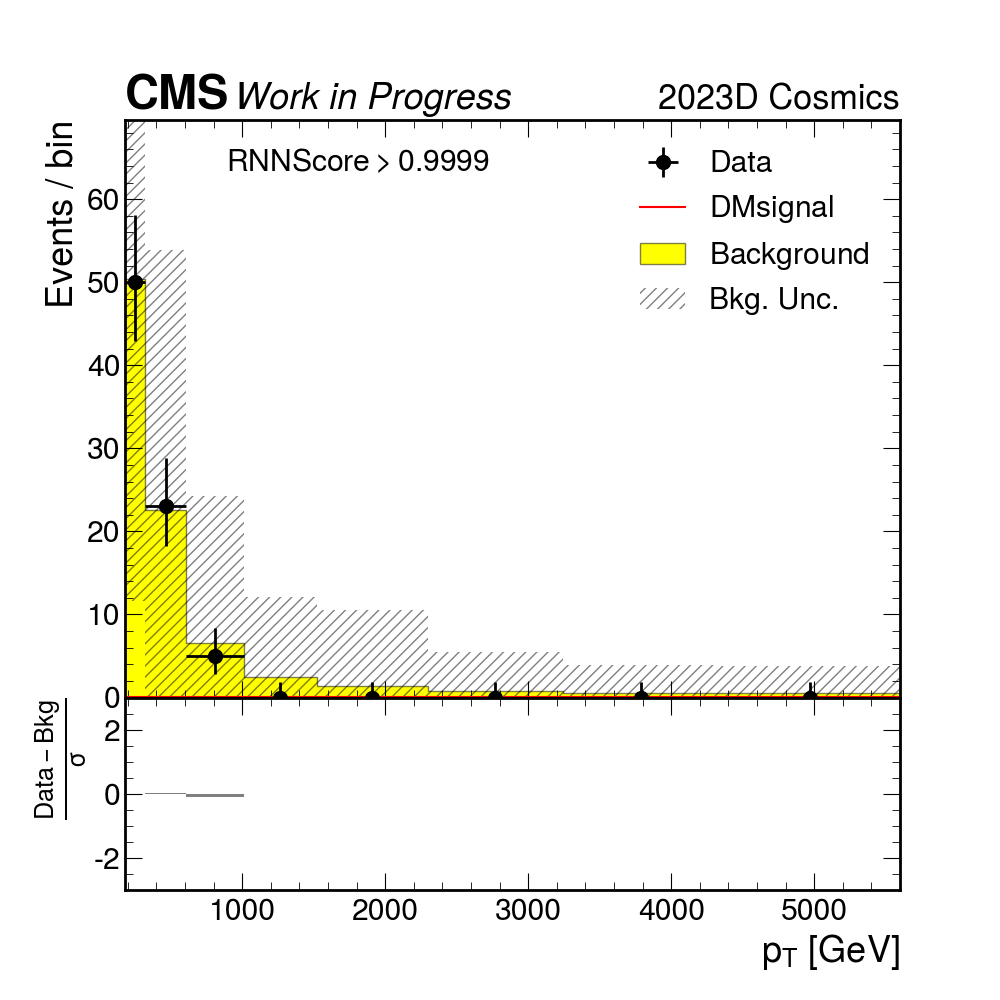 CMS Work in Progress 2023D Cosmics
Events / bin
RNNScore > 0.9999
Data
DMsignal
Background
Bkg. Unc.
60
50
40
30
20
10
0
Data – Bkg
σ
2
0
-2
1000 2000 3000 4000 5000
pT [GeV]